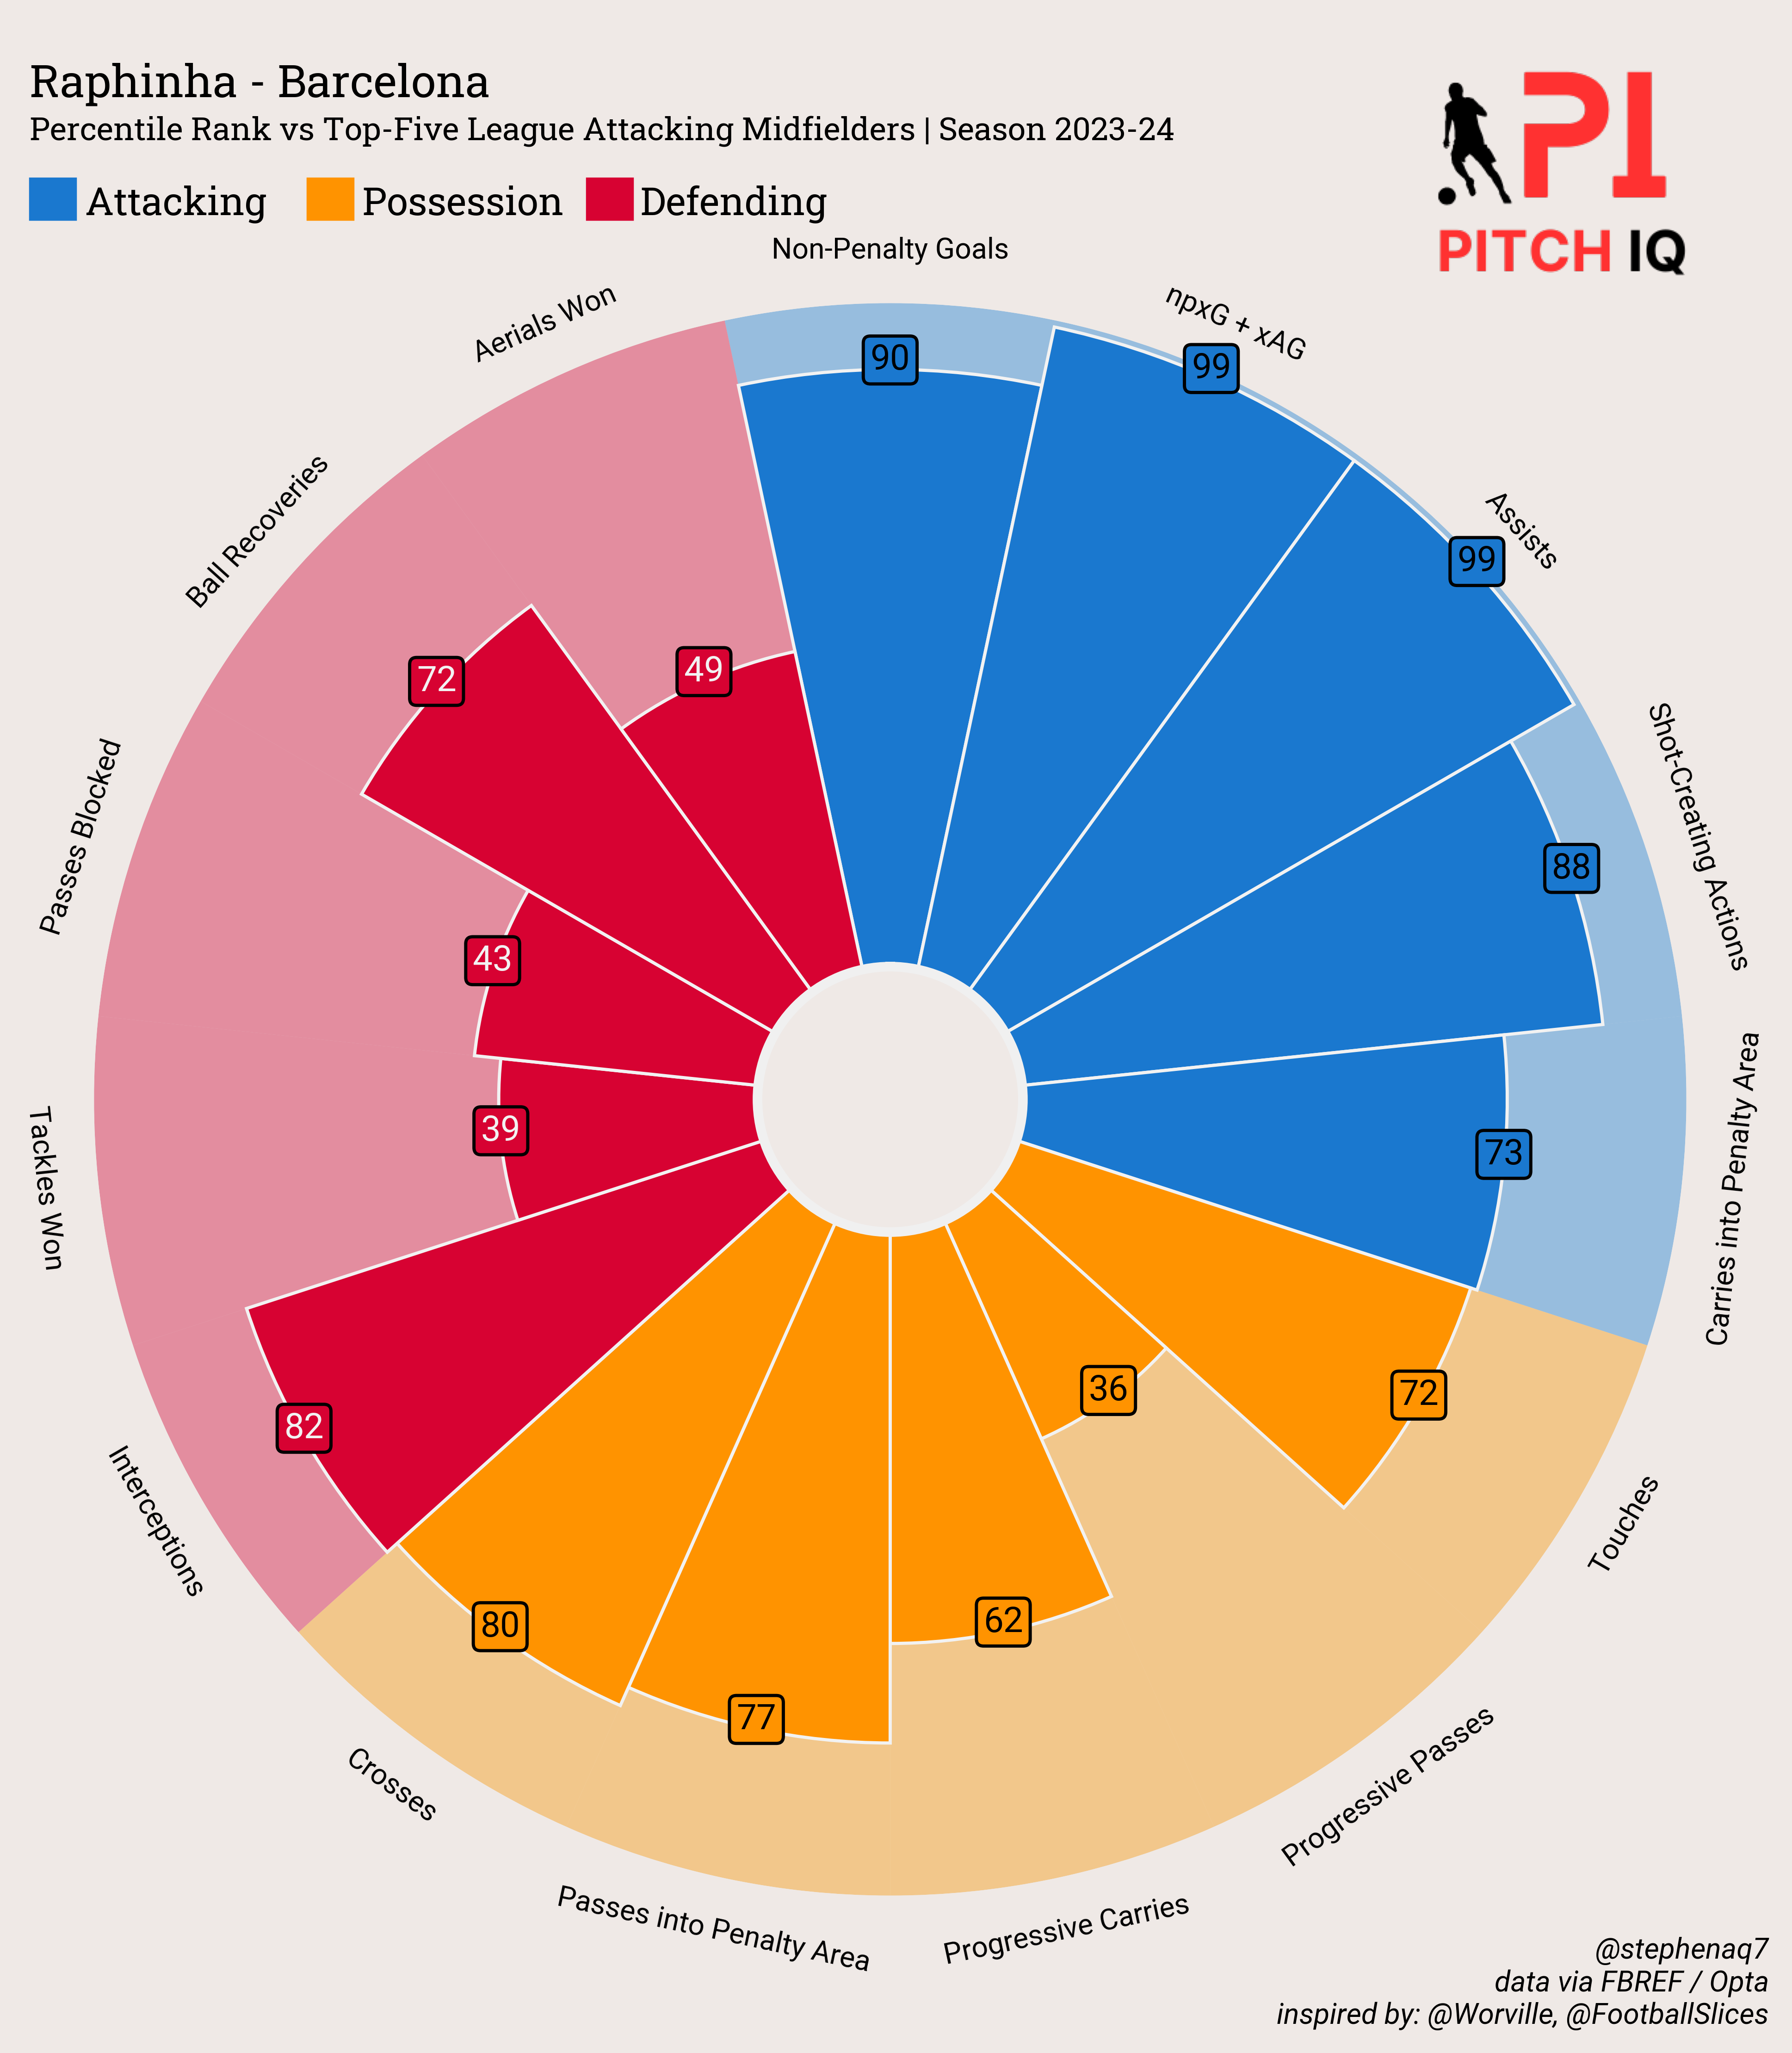 Raphinha - Barcelona
Percentile Rank vs Top-Five League Attacking Midfielders | Season 2023-24
Attacking
Possession
Defending
PI
PITCH IQ
Non-Penalty Goals
90
npxG + xAG
99
Assists
99
Shot-Creating Actions
88
Carries into Penalty Area
73
Touches
72
Progressive Passes
36
Progressive Carries
62
Passes into Penalty Area
77
Crosses
80
Interceptions
82
Tackles Won
39
Passes Blocked
43
Ball Recoveries
72
Aerials Won
49
@stephenaq7
data via FBREF / Opta
inspired by: @Worville, @FootballSlices